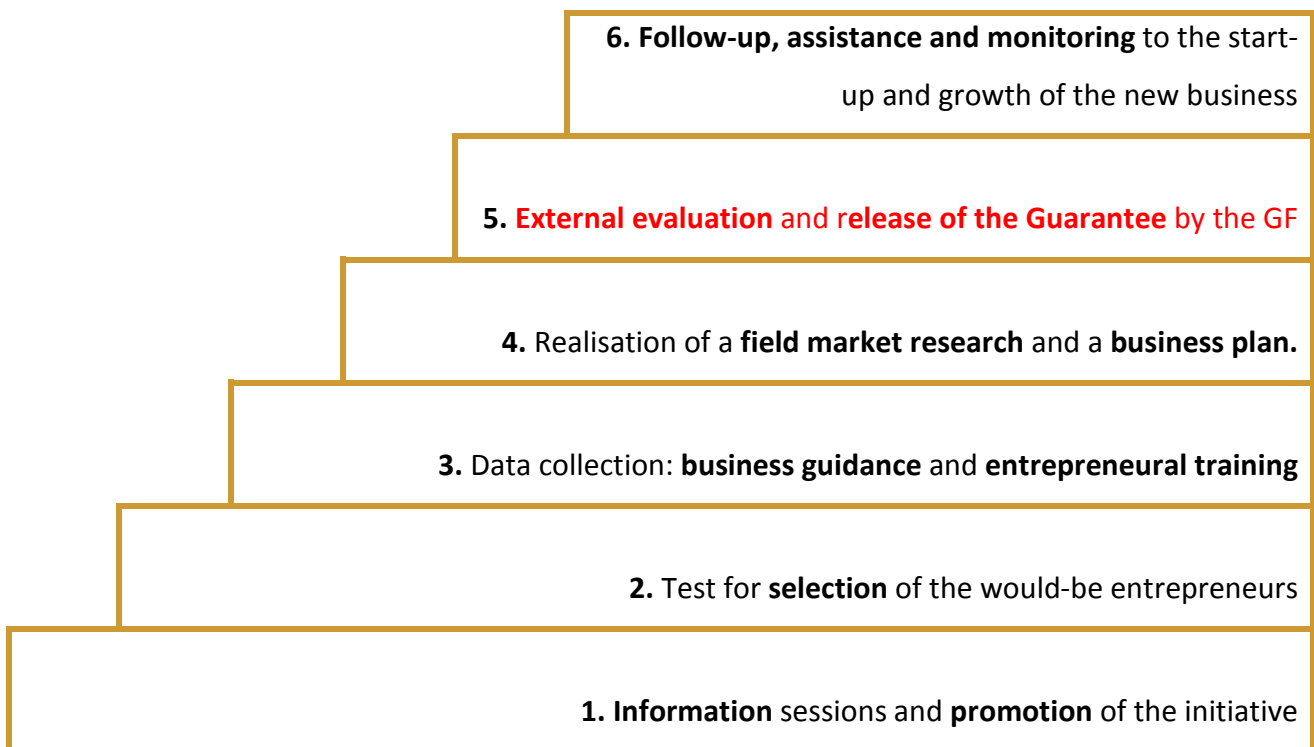 6. Follow-up, assistance and monitoring to the start-
up and growth of the new business
5. External evaluation and release of the Guarantee by the GF
4. Realisation of a field market research and a business plan.
3. Data collection: business guidance and entrepreneural training
2. Test for selection of the would-be entrepreneurs
1. Information sessions and promotion of the initiative